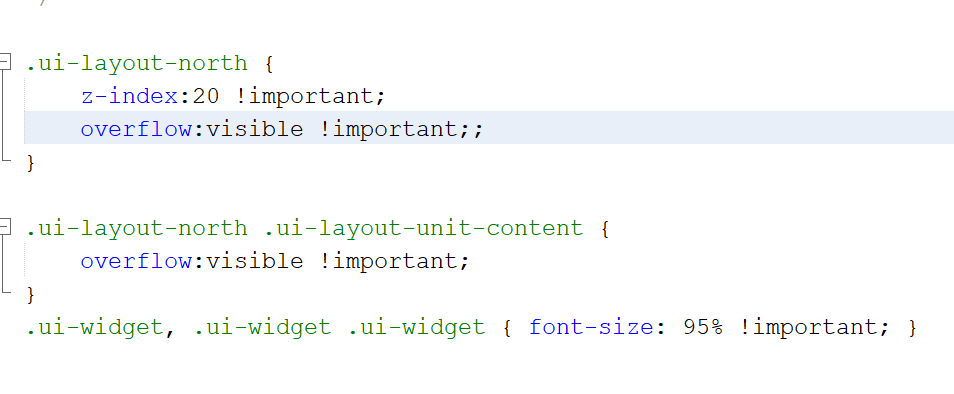 .ui-layout-north {
z-index:20 !important;
overflow:visible !important;;
}
.ui-layout-north .ui-layout-unit-content {
overflow:visible !important;
}
.ui-widget, .ui-widget .ui-widget { font-size: 95% !important; }